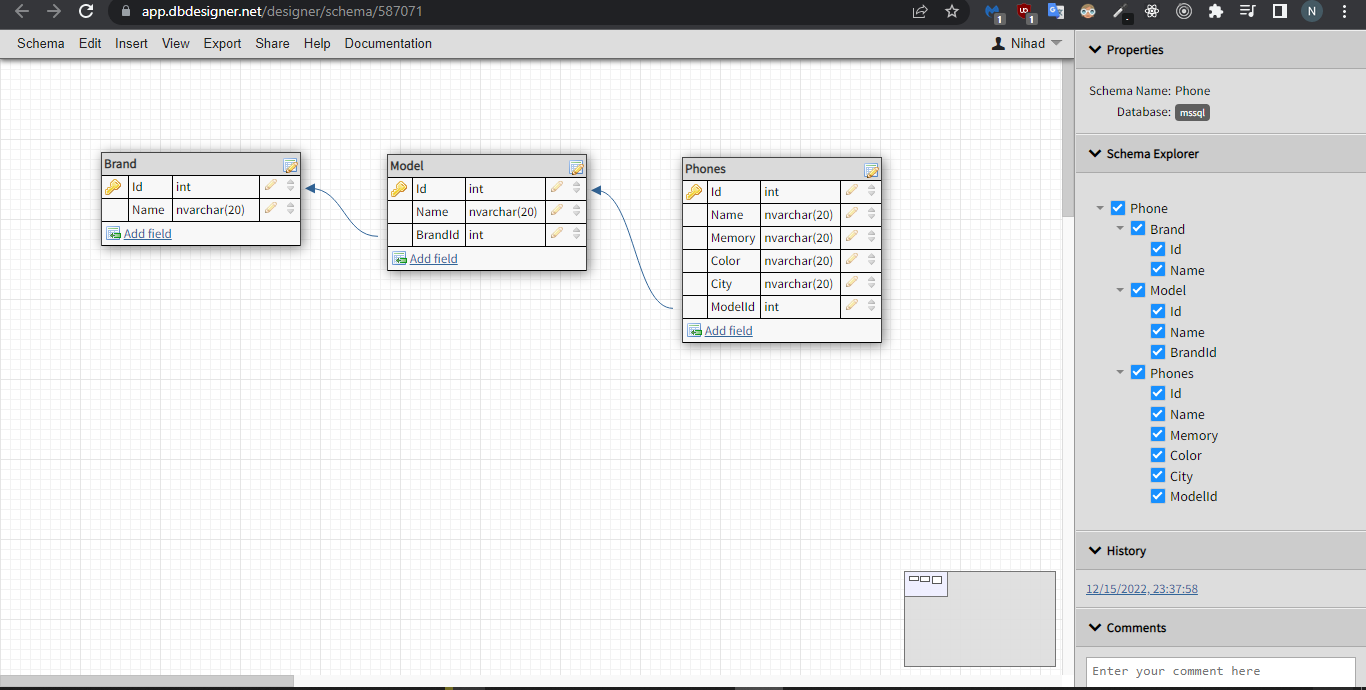 app.dbdesigner.net/designer/schema/587071
1
UD
1
N
Schema Edit Insert View Export Share Help Documentation
Nihad
Brand
Id int
Name nvarchar(20)
Add field
Model
Id int
Name nvarchar(20)
BrandId int
Add field
Phones
Id int
Name nvarchar(20)
Memory nvarchar(20)
Color nvarchar(20)
City nvarchar(20)
ModelId int
Add field
Properties
Schema Name: Phone
Database: mssql
Schema Explorer
Phone
Brand
Id
Name
Model
Id
Name
BrandId
Phones
Id
Name
Memory
Color
City
ModelId
History
12/15/2022, 23:37:58
Comments
Enter your comment here